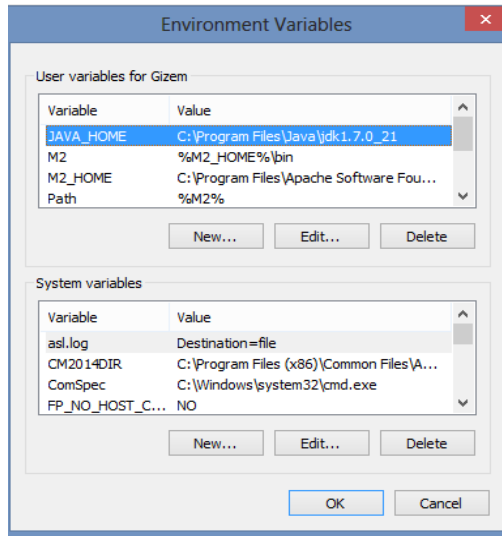 Environment Variables
User variables for Gizem
Variable Value
JAVA_HOME C:\Program Files\Java\jdk1.7.0_21
M2 %M2_HOME%\bin
M2_HOME C:\Program Files\Apache Software Fou...
Path %M2%
New... Edit... Delete
System variables
Variable Value
asl.log Destination=file
CM2014DIR C:\Program Files (x86)\Common Files\A...
ComSpec C:\Windows\system32\cmd.exe
FP_NO_HOST_C... NO
New... Edit... Delete
OK Cancel